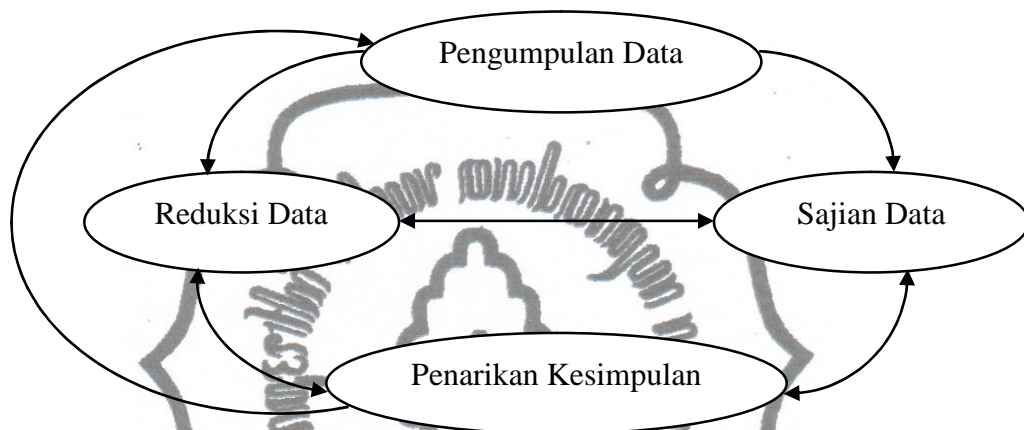 Pengumpulan Data
Reduksi Data
Sajian Data
Penarikan Kesimpulan